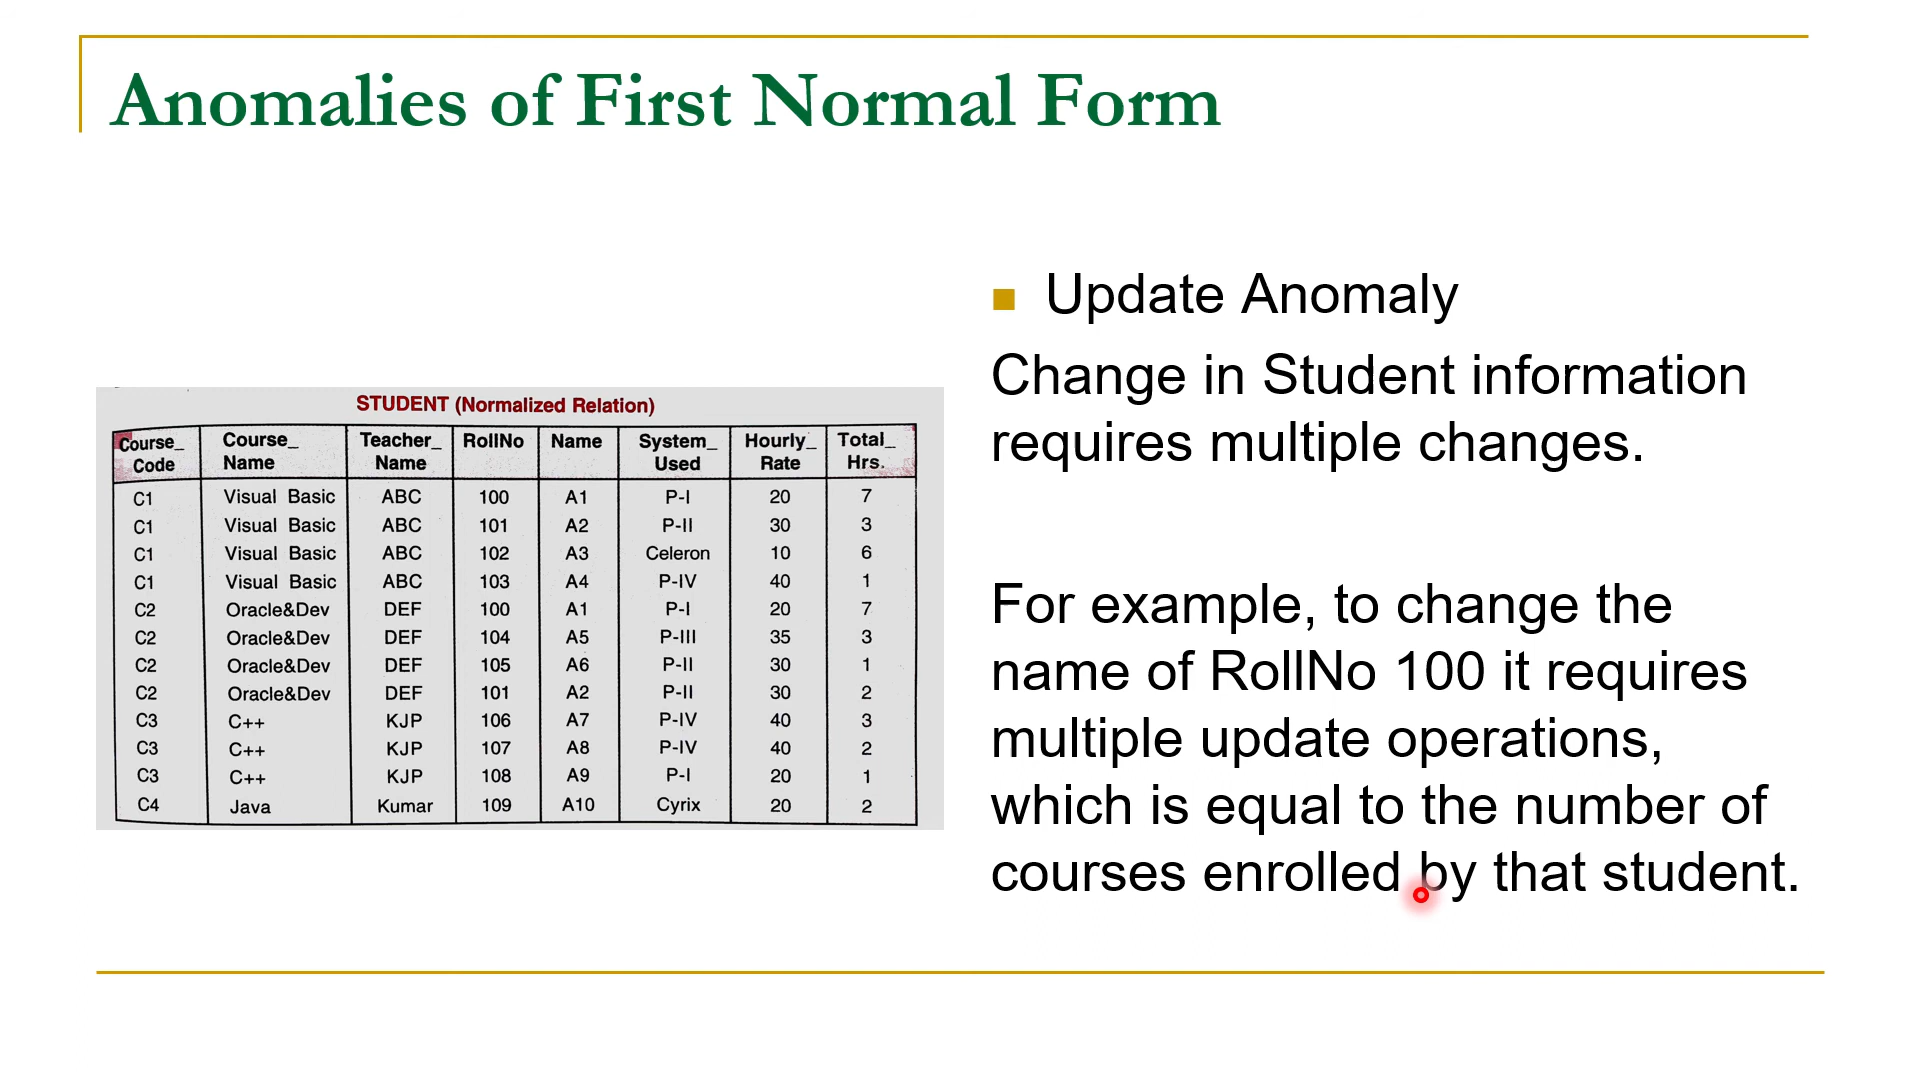 Anomalies of First Normal Form
STUDENT (Normalized Relation)
Course_ Code Course_ Name Teacher_ Name RollNo Name System_ Used Hourly_ Rate Total_ Hrs.
C1 Visual Basic ABC 100 A1 P-I 20 7
C1 Visual Basic ABC 101 A2 P-II 30 3
C1 Visual Basic ABC 102 A3 Celeron 10 6
C1 Visual Basic ABC 103 A4 P-IV 40 1
C2 Oracle&Dev DEF 100 A1 P-I 20 7
C2 Oracle&Dev DEF 104 A5 P-III 35 3
C2 Oracle&Dev DEF 105 A6 P-II 30 1
C2 Oracle&Dev DEF 101 A2 P-II 30 2
C3 C++ KJP 106 A7 P-IV 40 3
C3 C++ KJP 107 A8 P-IV 40 2
C3 C++ KJP 108 A9 P-I 20 1
C4 Java Kumar 109 A10 Cyrix 20 2
Update Anomaly
Change in Student information
requires multiple changes.
For example, to change the
name of RollNo 100 it requires
multiple update operations,
which is equal to the number of
courses enrolled by that student.